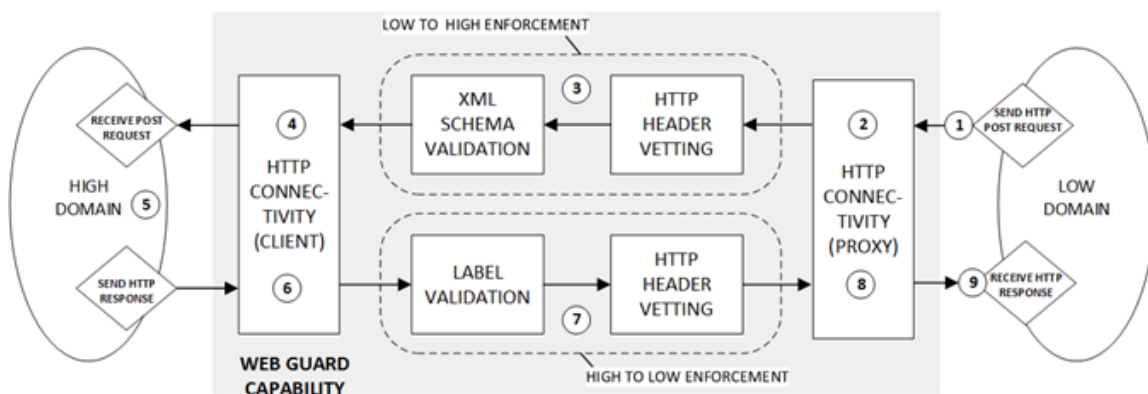 LOW TO HIGH ENFORCEMENT
RECEIVE POST
REQUEST
HIGH
DOMAIN
5
SEND HTTP
RESPONSE
4
HTTP
CONNEC-
TIVITY
(CLIENT)
6
XML
SCHEMA
VALIDATION
3
HTTP
HEADER
VETTING
LABEL
VALIDATION
7
HTTP
HEADER
VETTING
2
HTTP
CONNEC-
TIVITY
(PROXY)
8
1
SEND HTTP
POST REQUEST
LOW
DOMAIN
9
RECEIVE HTTP
RESPONSE
WEB GUARD
CAPABILITY
HIGH TO LOW ENFORCEMENT